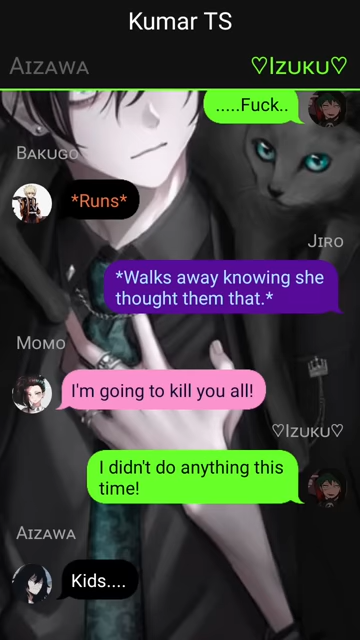 Kumar TS
Aizawa
♡Izuku♡
.....Fuck..
Bakugo
*Runs*
Jiro
*Walks away knowing she
thought them that.*
Momo
I'm going to kill you all!
♡Izuku♡
I didn't do anything this
time!
Aizawa
Kids....